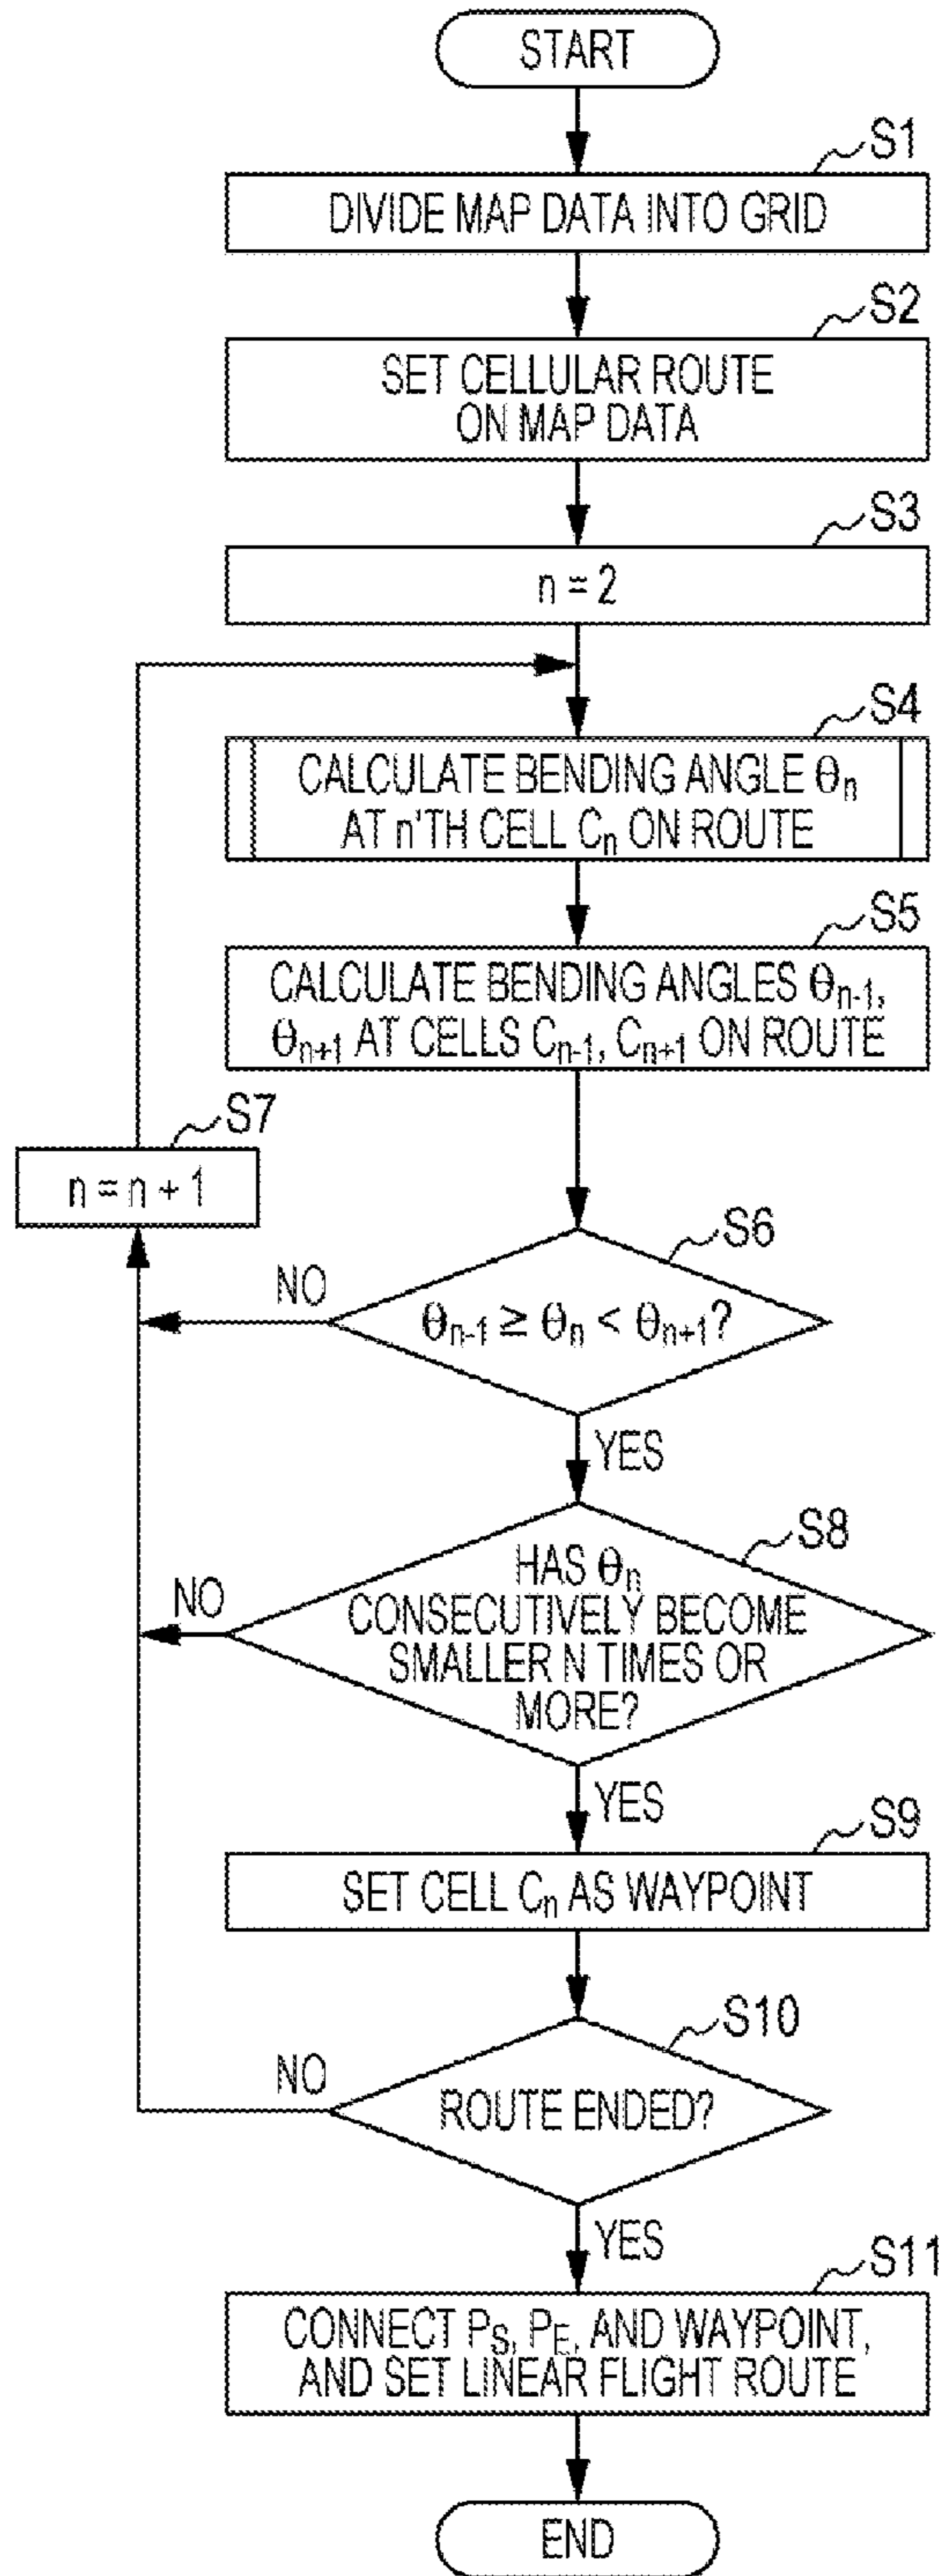 START
S1
DIVIDE MAP DATA INTO GRID
S2
SET CELLULAR ROUTE
ON MAP DATA
S3
n = 2
S4
CALCULATE BENDING ANGLE θn
AT n'TH CELL Cn ON ROUTE
S5
CALCULATE BENDING ANGLES θn-1,
θn+1 AT CELLS Cn-1, Cn+1 ON ROUTE
S7
n = n + 1
S6
NO
θn-1 ≥ θn < θn+1?
YES
S8
NO
HAS θn
CONSECUTIVELY BECOME
SMALLER N TIMES OR
MORE?
YES
S9
SET CELL Cn AS WAYPOINT
S10
NO
ROUTE ENDED?
YES
S11
CONNECT PS, PE, AND WAYPOINT,
AND SET LINEAR FLIGHT ROUTE
END